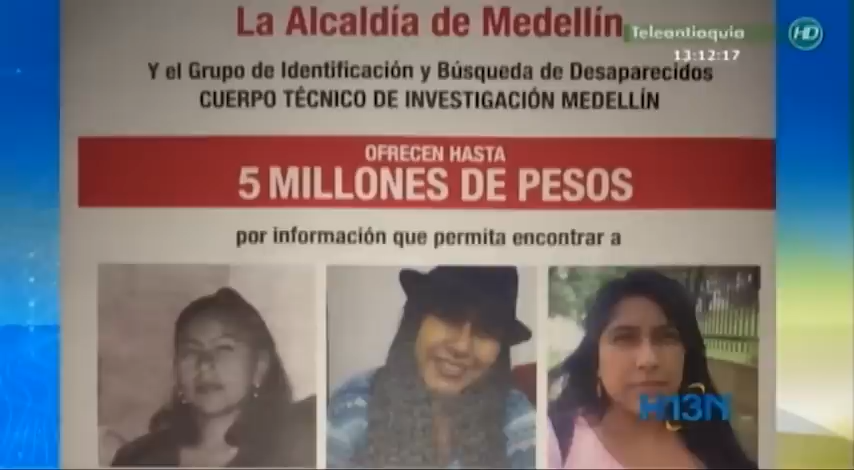 La Alcaldía de Medellín
Teleantioquia
HD
13:12:17
Y el Grupo de Identificación y Búsqueda de Desaparecidos
CUERPO TÉCNICO DE INVESTIGACIÓN MEDELLÍN
OFRECEN HASTA
5 MILLONES DE PESOS
por información que permita encontrar a
H13N